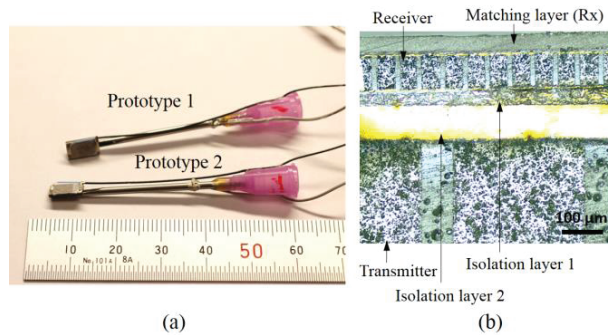 Prototype 1
Prototype 2
10 20 30 40 50 60 70
No.101A 8A
(a)
Receiver
Matching layer (Rx)
100 μm
Transmitter
Isolation layer 1
Isolation layer 2
(b)